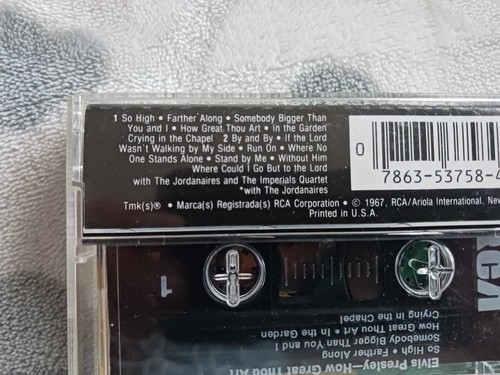 1 So High • Farther Along • Somebody Bigger Than
You and I • How Great Thou Art • In the Garden*
Crying in the Chapel 2 By and By • If the Lord
Wasn't Walking by My Side • Run On • Where No
One Stands Alone • Stand by Me • Without Him
Where Could I Go But to the Lord
with The Jordanaires and The Imperials Quartet
*with The Jordanaires
Tmk(s)® • Marca(s) Registrada(s) RCA Corporation • © 1967, RCA/Ariola International, New
Printed in U.S.A.
0
7863-53758-4
RCA
1
Elvis Presley—How Great Thou Art
So High • Farther Along
Somebody Bigger Than You and I
How Great Thou Art • In the Garden
Crying in the Chapel